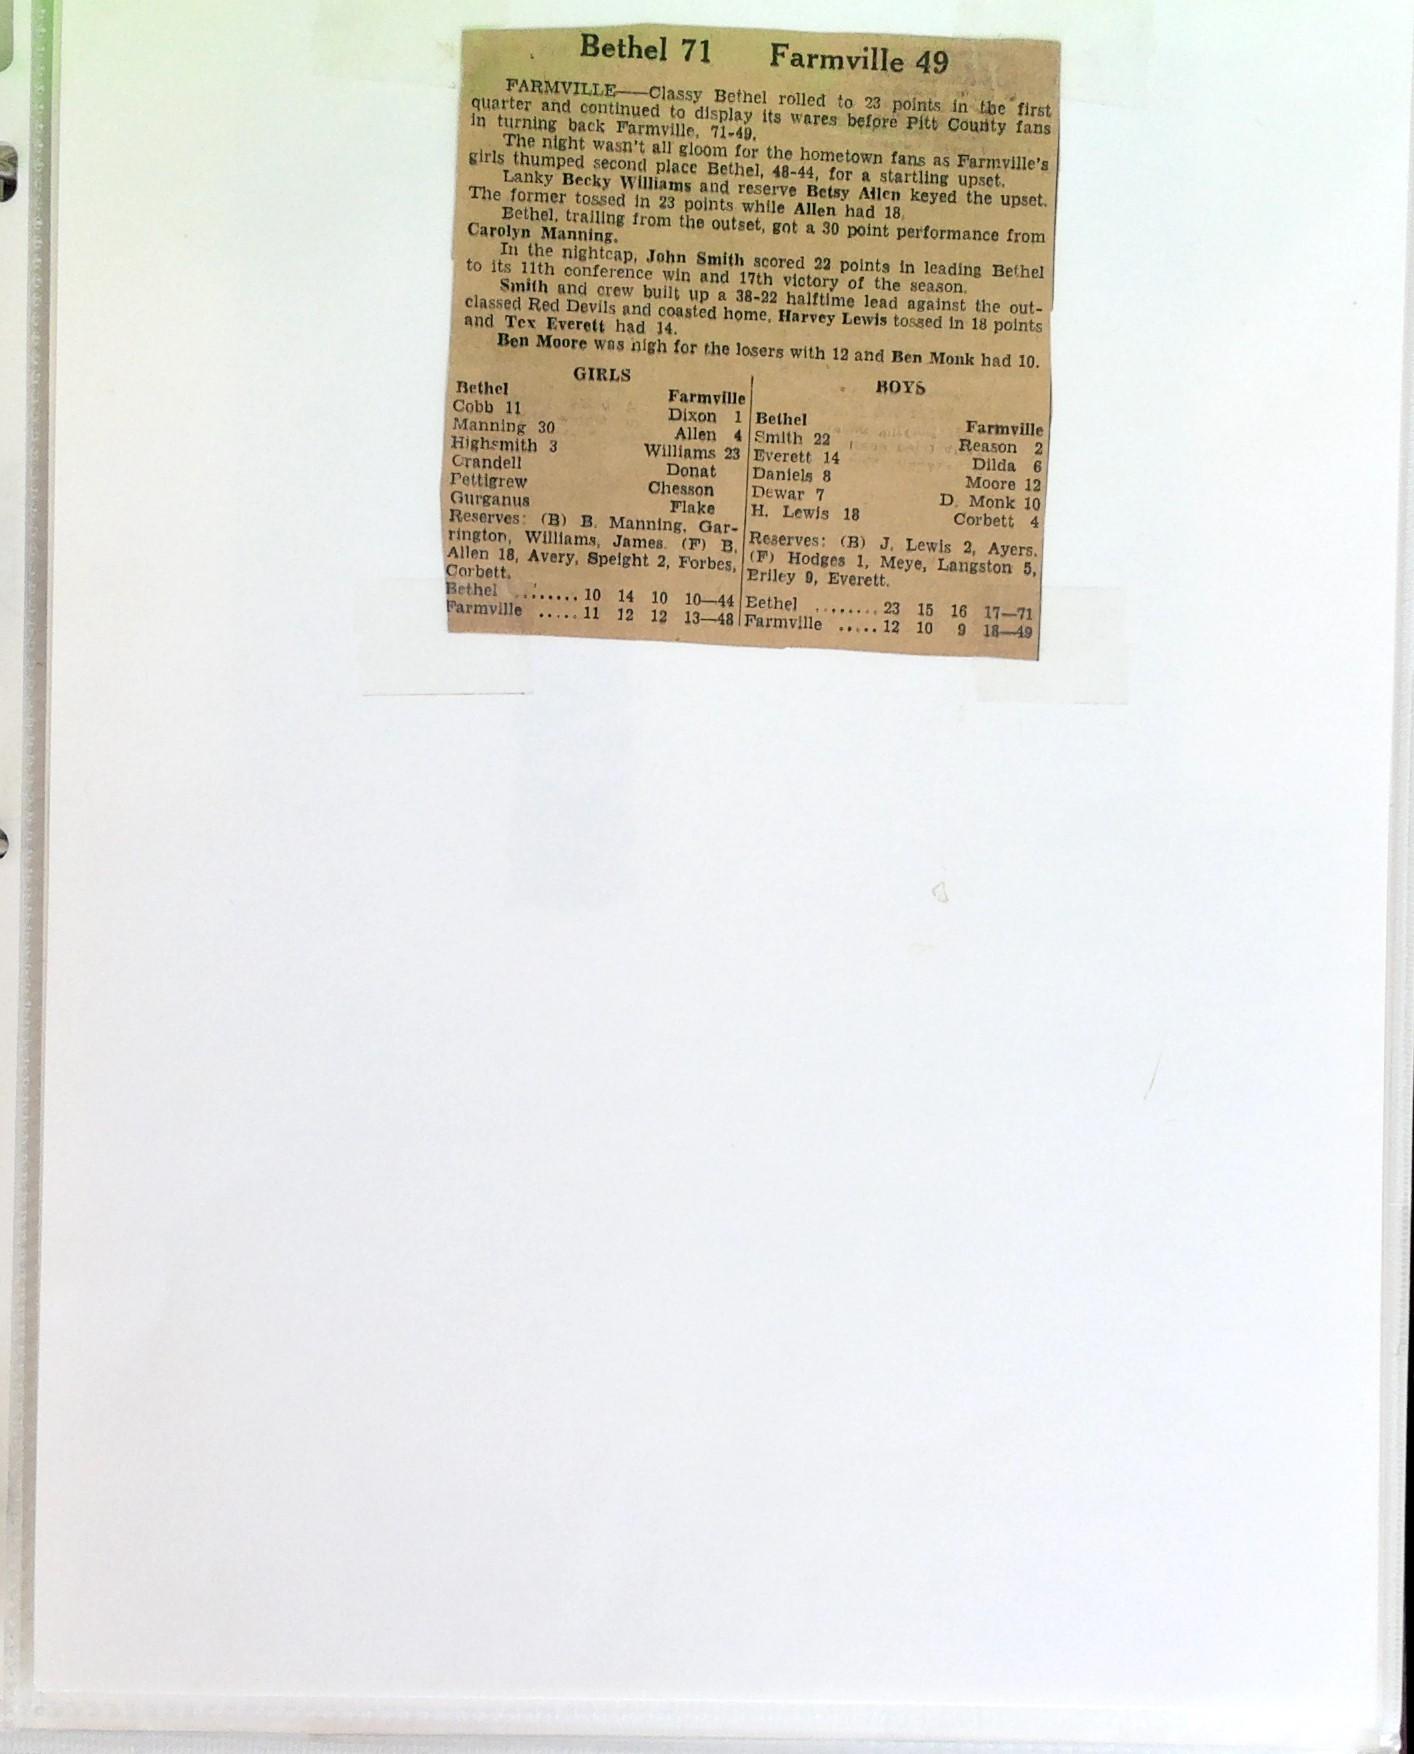 Bethel 71 Farmville 49
FARMVILLE—Classy Bethel rolled to 23 points in the first
quarter and continued to display its wares before Pitt County fans
in turning back Farmville, 71-49.
The night wasn't all gloom for the hometown fans as Farmville's
girls thumped second place Bethel, 48-44, for a startling upset.
Lanky Becky Williams and reserve Betsy Allen keyed the upset.
The former tossed in 23 points while Allen had 18.
Bethel, trailing from the outset, got a 30 point performance from
Carolyn Manning.
In the nightcap, John Smith scored 22 points in leading Bethel
to its 11th conference win and 17th victory of the season.
Smith and crew built up a 38-22 halftime lead against the out-
classed Red Devils and coasted home. Harvey Lewis tossed in 18 points
and Tex Everett had 14.
Ben Moore was high for the losers with 12 and Ben Monk had 10.
GIRLS
Bethel Farmville
Cobb 11 Dixon 1
Manning 30 Allen 4
Highsmith 3 Williams 23
Crandell Donat
Pettigrew Chesson
Gurganus Flake
Reserves: (B) B. Manning, Gar-
rington, Williams, James. (F) B.
Allen 18, Avery, Speight 2, Forbes,
Corbett.
Bethel ........ 10 14 10 10—44
Farmville ..... 11 12 12 13—48
BOYS
Bethel Farmville
Smith 22 Reason 2
Everett 14 Dilda 6
Daniels 8 Moore 12
Dewar 7 D. Monk 10
H. Lewis 18 Corbett 4
Reserves: (B) J. Lewis 2, Ayers.
(F) Hodges 1, Meye, Langston 5,
Briley 9, Everett.
Bethel ........ 23 15 16 17—71
Farmville ..... 12 10 9 18—49